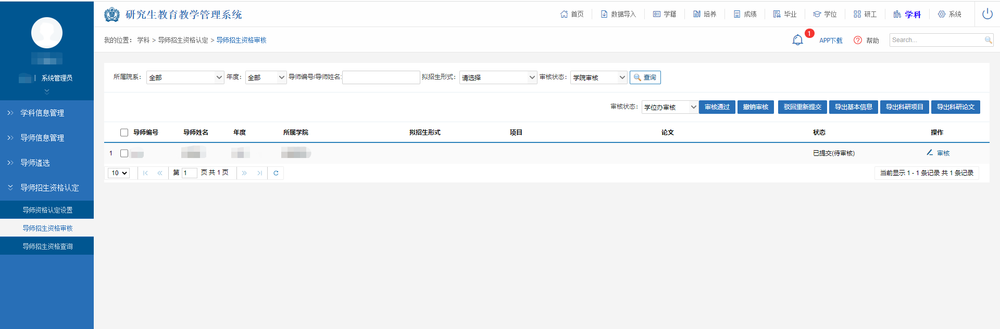 研究生教育教学管理系统
首页 数据导入 学籍 培养 成绩 毕业 学位 研工 学科 系统
我的位置： 学科 > 导师招生资格认定 > 导师招生资格审核
1 APP下载 帮助 Search...
系统管理员
学科信息管理
导师信息管理
导师遴选
导师招生资格认定
导师资格认定设置
导师招生资格审核
导师招生资格查询
所属院系： 全部 年度： 全部 导师编号/导师姓名: 拟招生形式： 请选择 审核状态： 学院审核 查询
审核状态： 学位办审核 审核通过 撤销审核 驳回重新提交 导出基本信息 导出科研项目 导出科研论文
导师编号 导师姓名 年度 所属学院 拟招生形式 项目 论文 状态 操作
1 已提交(待审核) 审核
10 第 1 页 共 1 页 当前显示 1 - 1 条记录 共 1 条记录